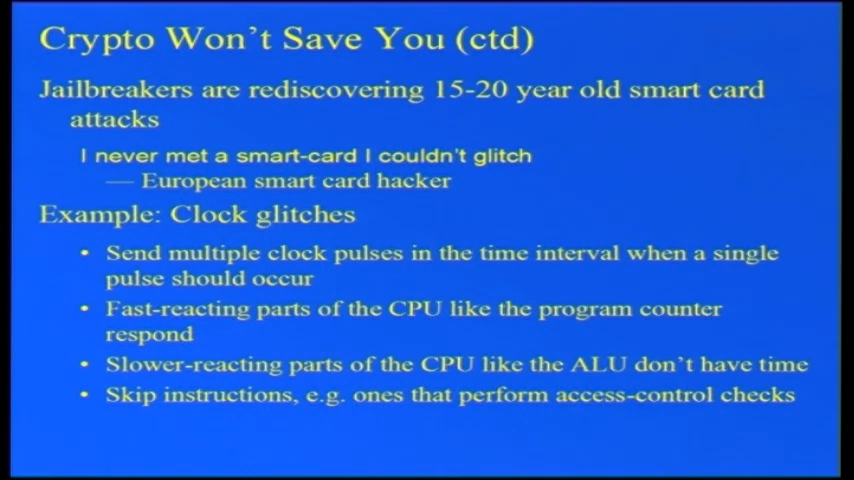 Crypto Won't Save You (ctd)
Jailbreakers are rediscovering 15-20 year old smart card
attacks
I never met a smart-card I couldn't glitch
— European smart card hacker
Example: Clock glitches
• Send multiple clock pulses in the time interval when a single
pulse should occur
• Fast-reacting parts of the CPU like the program counter
respond
• Slower-reacting parts of the CPU like the ALU don't have time
• Skip instructions, e.g. ones that perform access-control checks